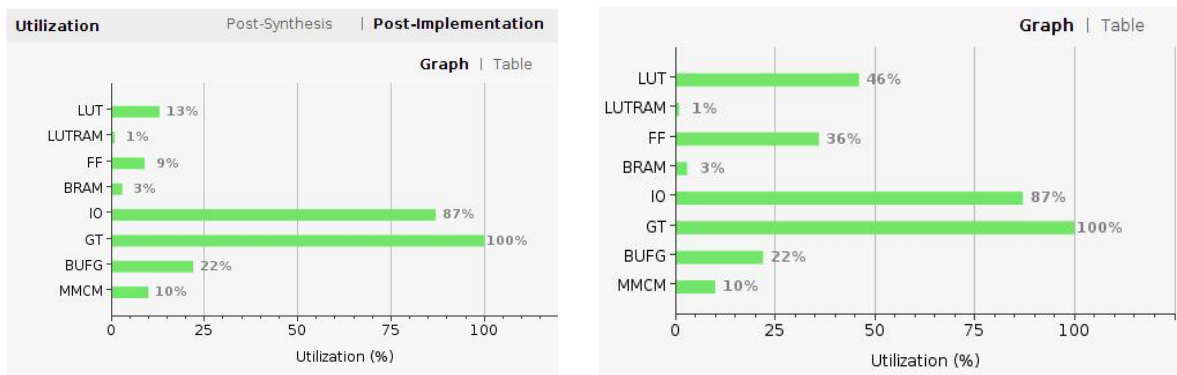 Utilization Post-Synthesis | Post-Implementation
Graph | Table
LUT 13%
LUTRAM 1%
FF 9%
BRAM 3%
IO 87%
GT 100%
BUFG 22%
MMCM 10%
0 25 50 75 100
Utilization (%)
Graph | Table
LUT 46%
LUTRAM 1%
FF 36%
BRAM 3%
IO 87%
GT 100%
BUFG 22%
MMCM 10%
0 25 50 75 100
Utilization (%)